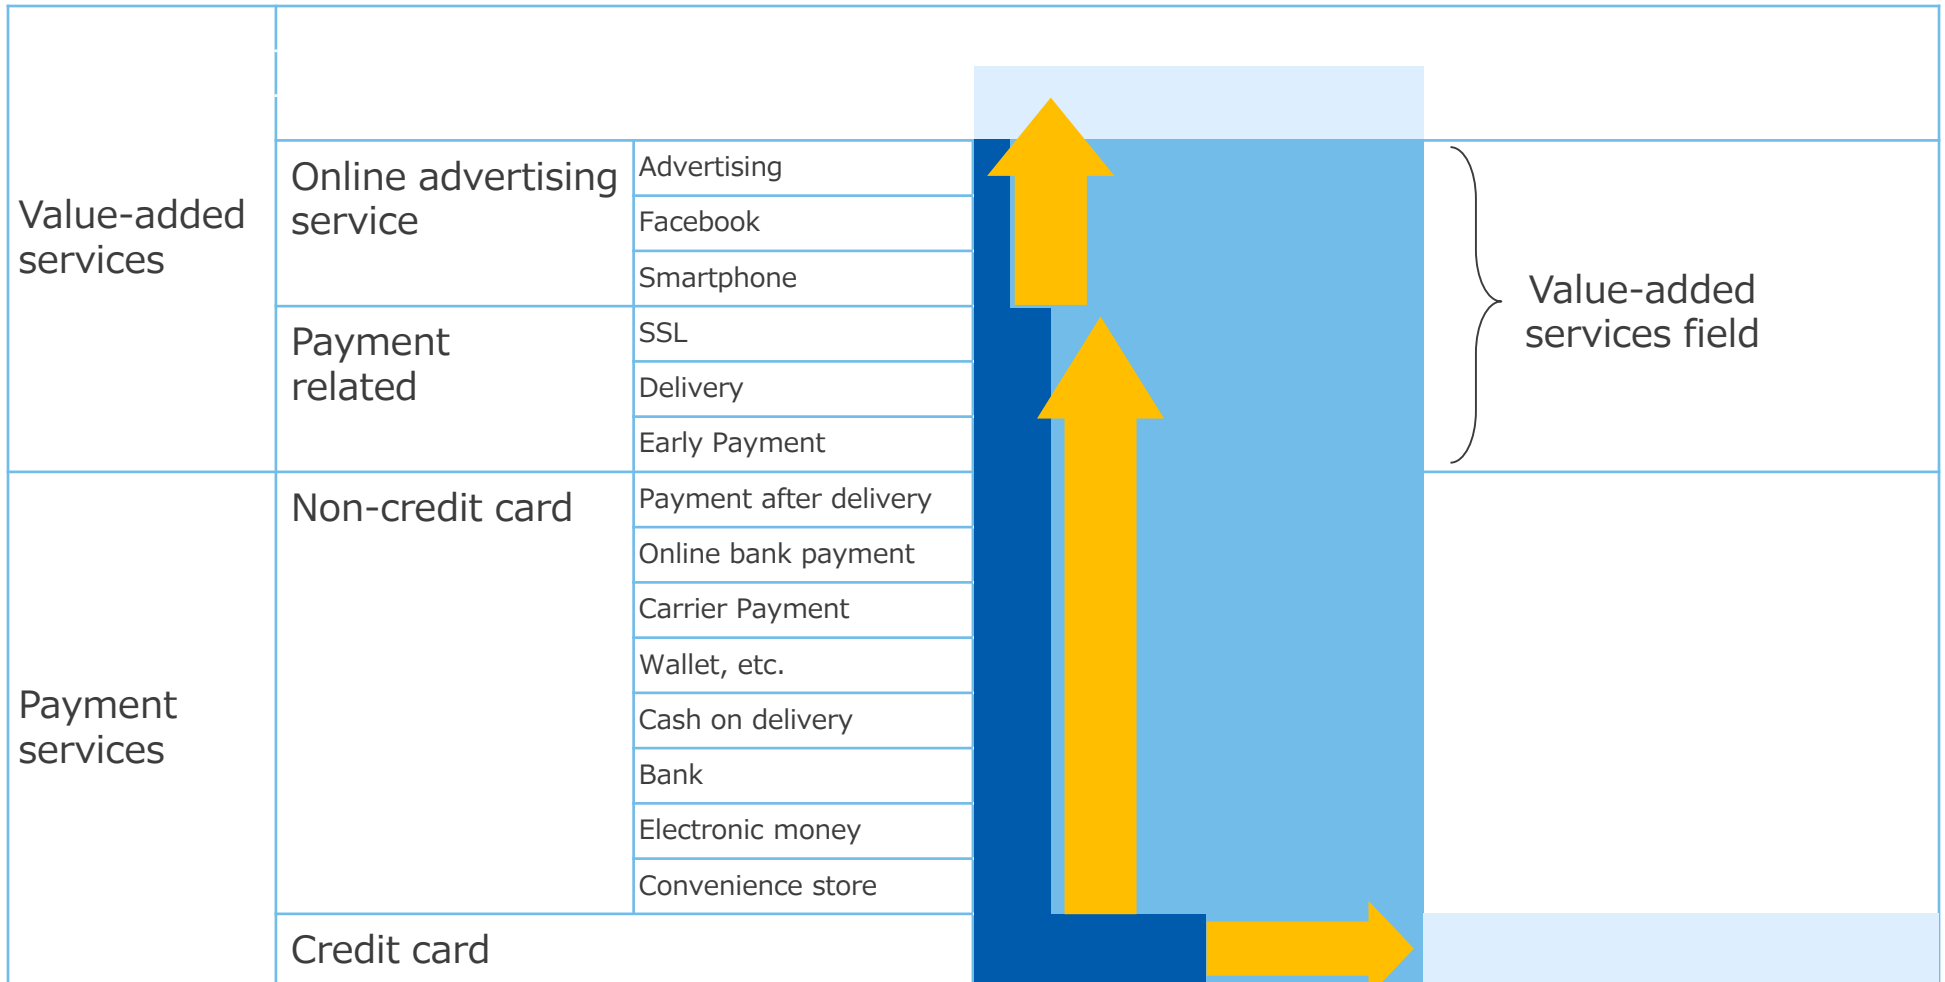 Value-added
services
Online advertising
service
Advertising
Facebook
Smartphone
Payment
related
SSL
Delivery
Early Payment
Value-added
services field
Payment
services
Non-credit card
Payment after delivery
Online bank payment
Carrier Payment
Wallet, etc.
Cash on delivery
Bank
Electronic money
Convenience store
Credit card